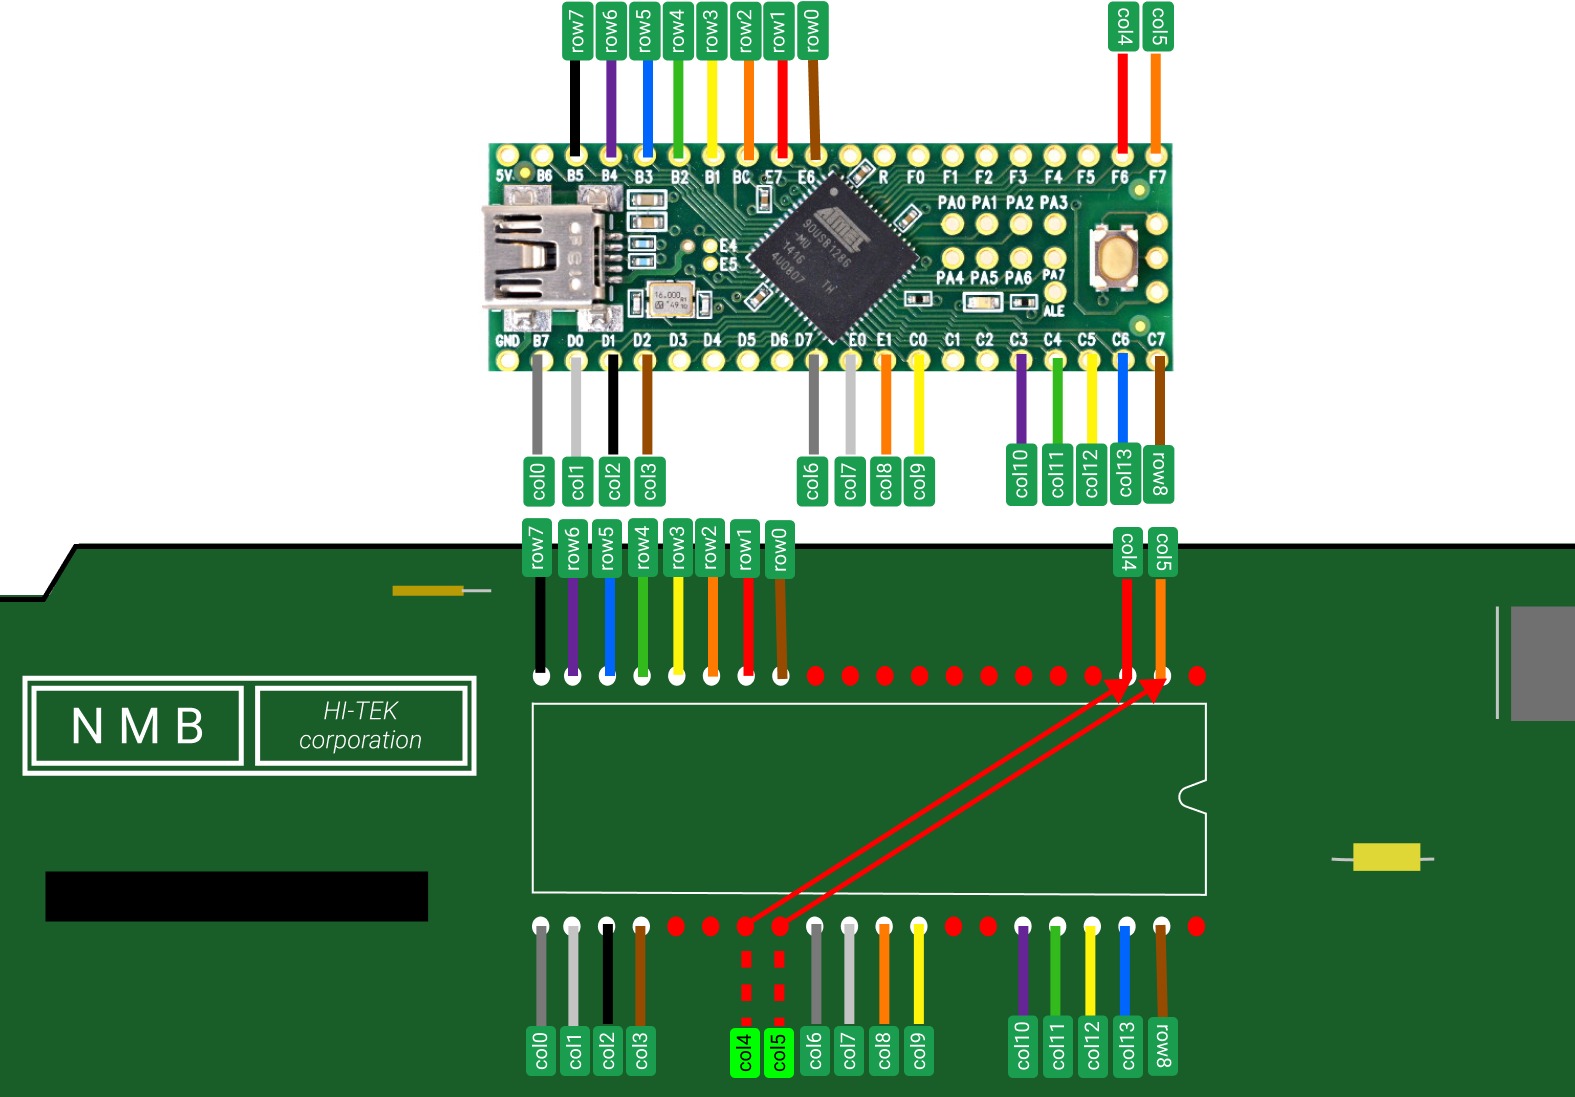 row7 row6 row5 row4 row3 row2 row1 row0 col4 col5
5V B6 B5 B4 B3 B2 B1 B0 E7 E6 R F0 F1 F2 F3 F4 F5 F6 F7
PA0 PA1 PA2 PA3
E4
E5
ATMEL
90USB1286
-MU
1416 TW
4U0807
PA4 PA5 PA6 PA7
16.000
ALE
GND B7 D0 D1 D2 D3 D4 D5 D6 D7 E0 E1 C0 C1 C2 C3 C4 C5 C6 C7
col0 col1 col2 col3 col6 col7 col8 col9 col10 col11 col12 col13 row8
row7 row6 row5 row4 row3 row2 row1 row0 col4 col5
NMB
HI-TEK
corporation
col0 col1 col2 col3 col4 col5 col6 col7 col8 col9 col10 col11 col12 col13 row8